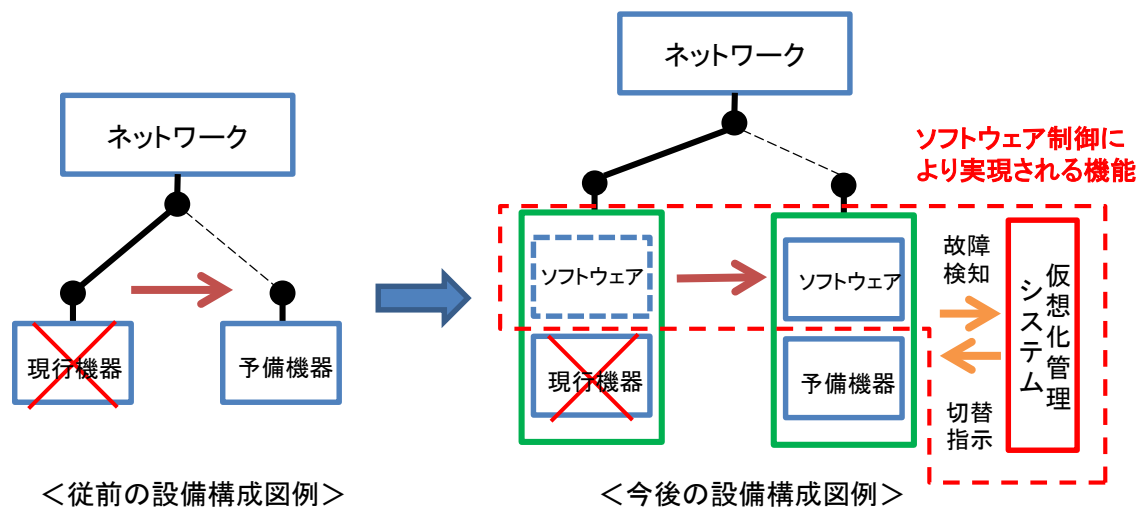 ネットワーク
現行機器
予備機器
＜従前の設備構成図例＞
ネットワーク
ソフトウェア制御に
より実現される機能
ソフトウェア
ソフトウェア
現行機器
予備機器
故障
検知
切替
指示
仮想化管理
システム
＜今後の設備構成図例＞